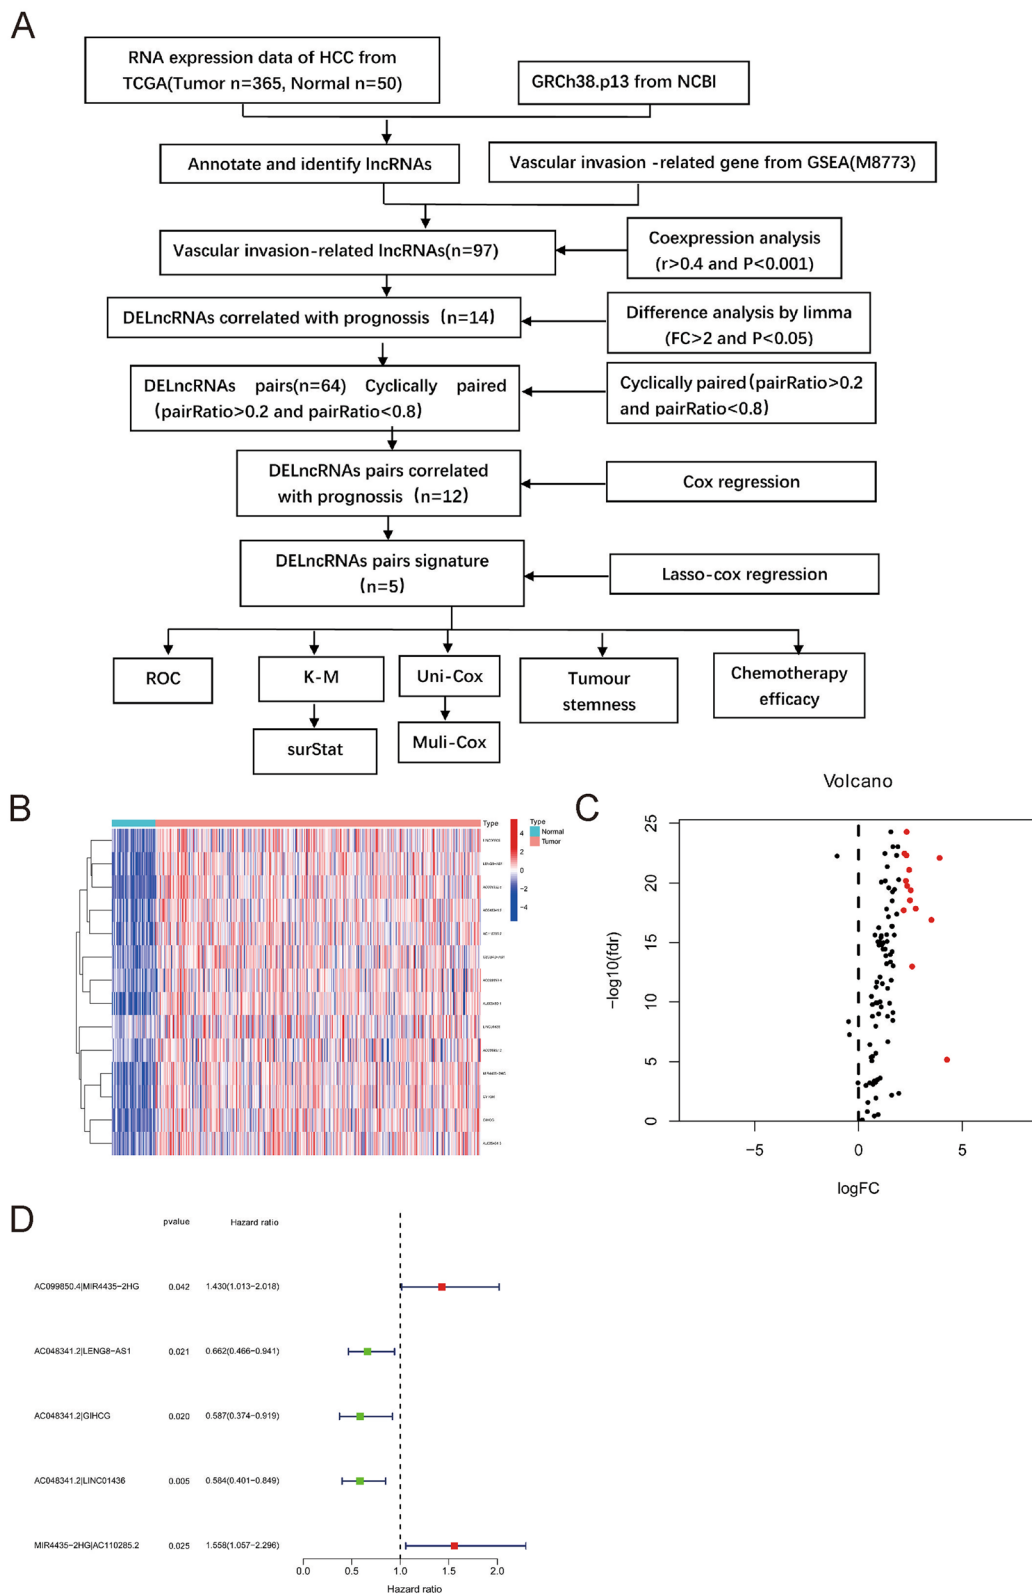 A
RNA expression data of HCC from
TCGA(Tumor n=365, Normal n=50)
GRCh38.p13 from NCBI
Annotate and identify lncRNAs
Vascular invasion -related gene from GSEA(M8773)
Vascular invasion-related lncRNAs(n=97)
Coexpression analysis
(r>0.4 and P<0.001)
DELncRNAs correlated with prognossis (n=14)
Difference analysis by limma
(FC>2 and P<0.05)
DELncRNAs pairs(n=64) Cyclically paired
(pairRatio>0.2 and pairRatio<0.8)
Cyclically paired (pairRatio>0.2
and pairRatio<0.8)
DELncRNAs pairs correlated
with prognossis (n=12)
Cox regression
DELncRNAs pairs signature
(n=5)
Lasso-cox regression
ROC
K-M
Uni-Cox
Tumour
stemness
Chemotherapy
efficacy
surStat
Muli-Cox
B
Type
4
2
0
−2
−4
Type
Normal
Tumor
C
Volcano
−log10(fdr)
25
20
15
10
5
0
−5
0
5
logFC
D
pvalue Hazard ratio
AC099850.4|MIR4435−2HG 0.042 1.430(1.013−2.018)
AC048341.2|LENG8−AS1 0.021 0.662(0.466−0.941)
AC048341.2|GIHCG 0.020 0.587(0.374−0.919)
AC048341.2|LINC01436 0.005 0.584(0.401−0.849)
MIR4435−2HG|AC110285.2 0.025 1.558(1.057−2.296)
0.0 0.5 1.0 1.5 2.0
Hazard ratio